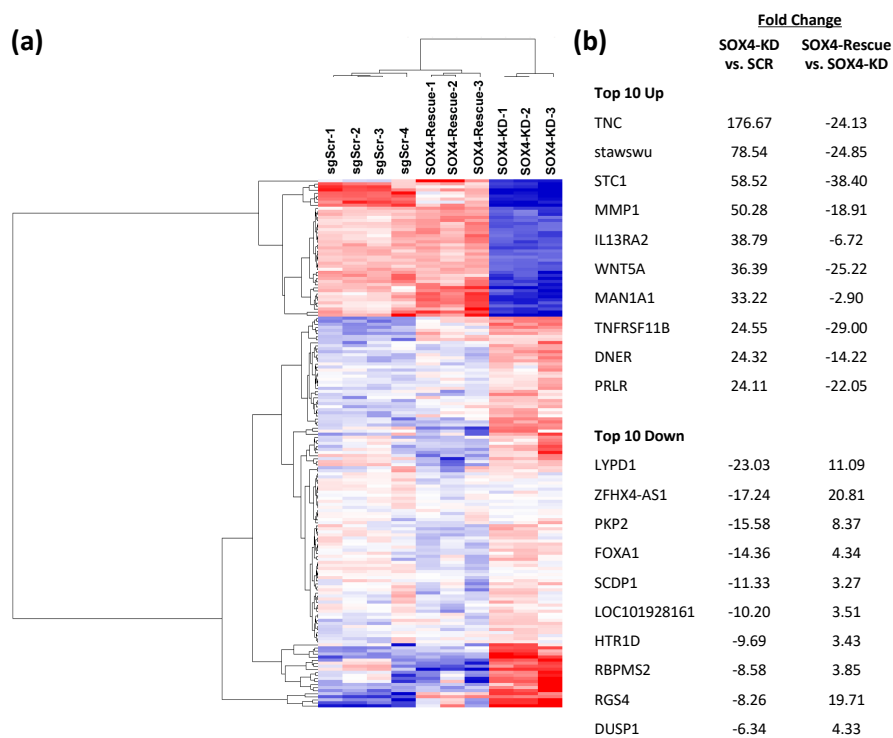 (a)
(b)
Fold Change
SOX4-KD vs. SCR
SOX4-Rescue vs. SOX4-KD
sgScr-1
sgScr-2
sgScr-3
sgScr-4
SOX4-Rescue-1
SOX4-Rescue-2
SOX4-Rescue-3
SOX4-KD-1
SOX4-KD-2
SOX4-KD-3
Top 10 Up
TNC 176.67 -24.13
stawswu 78.54 -24.85
STC1 58.52 -38.40
MMP1 50.28 -18.91
IL13RA2 38.79 -6.72
WNT5A 36.39 -25.22
MAN1A1 33.22 -2.90
TNFRSF11B 24.55 -29.00
DNER 24.32 -14.22
PRLR 24.11 -22.05
Top 10 Down
LYPD1 -23.03 11.09
ZFHX4-AS1 -17.24 20.81
PKP2 -15.58 8.37
FOXA1 -14.36 4.34
SCDP1 -11.33 3.27
LOC101928161 -10.20 3.51
HTR1D -9.69 3.43
RBPMS2 -8.58 3.85
RGS4 -8.26 19.71
DUSP1 -6.34 4.33